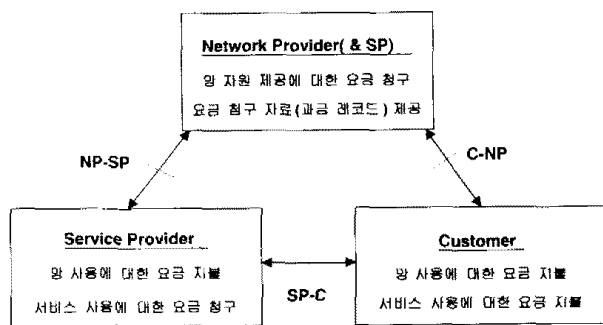 Network Provider( & SP)
망 자원 제공에 대한 요금 청구
요금 청구 자료(과금 레코드) 제공
NP-SP
C-NP
Service Provider
망 사용에 대한 요금 지불
서비스 사용에 대한 요금 청구
SP-C
Customer
망 사용에 대한 요금 지불
서비스 사용에 대한 요금 지불